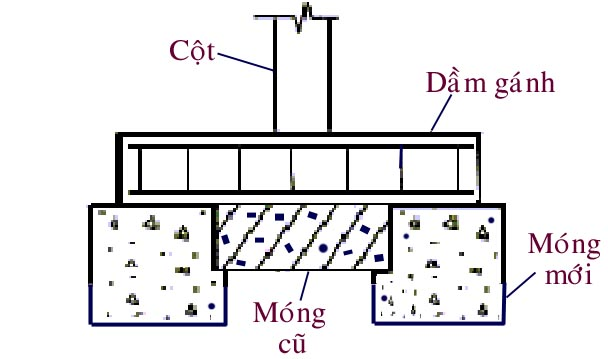 Cột
Dầm gánh
Móng
mới
Móng
cũ